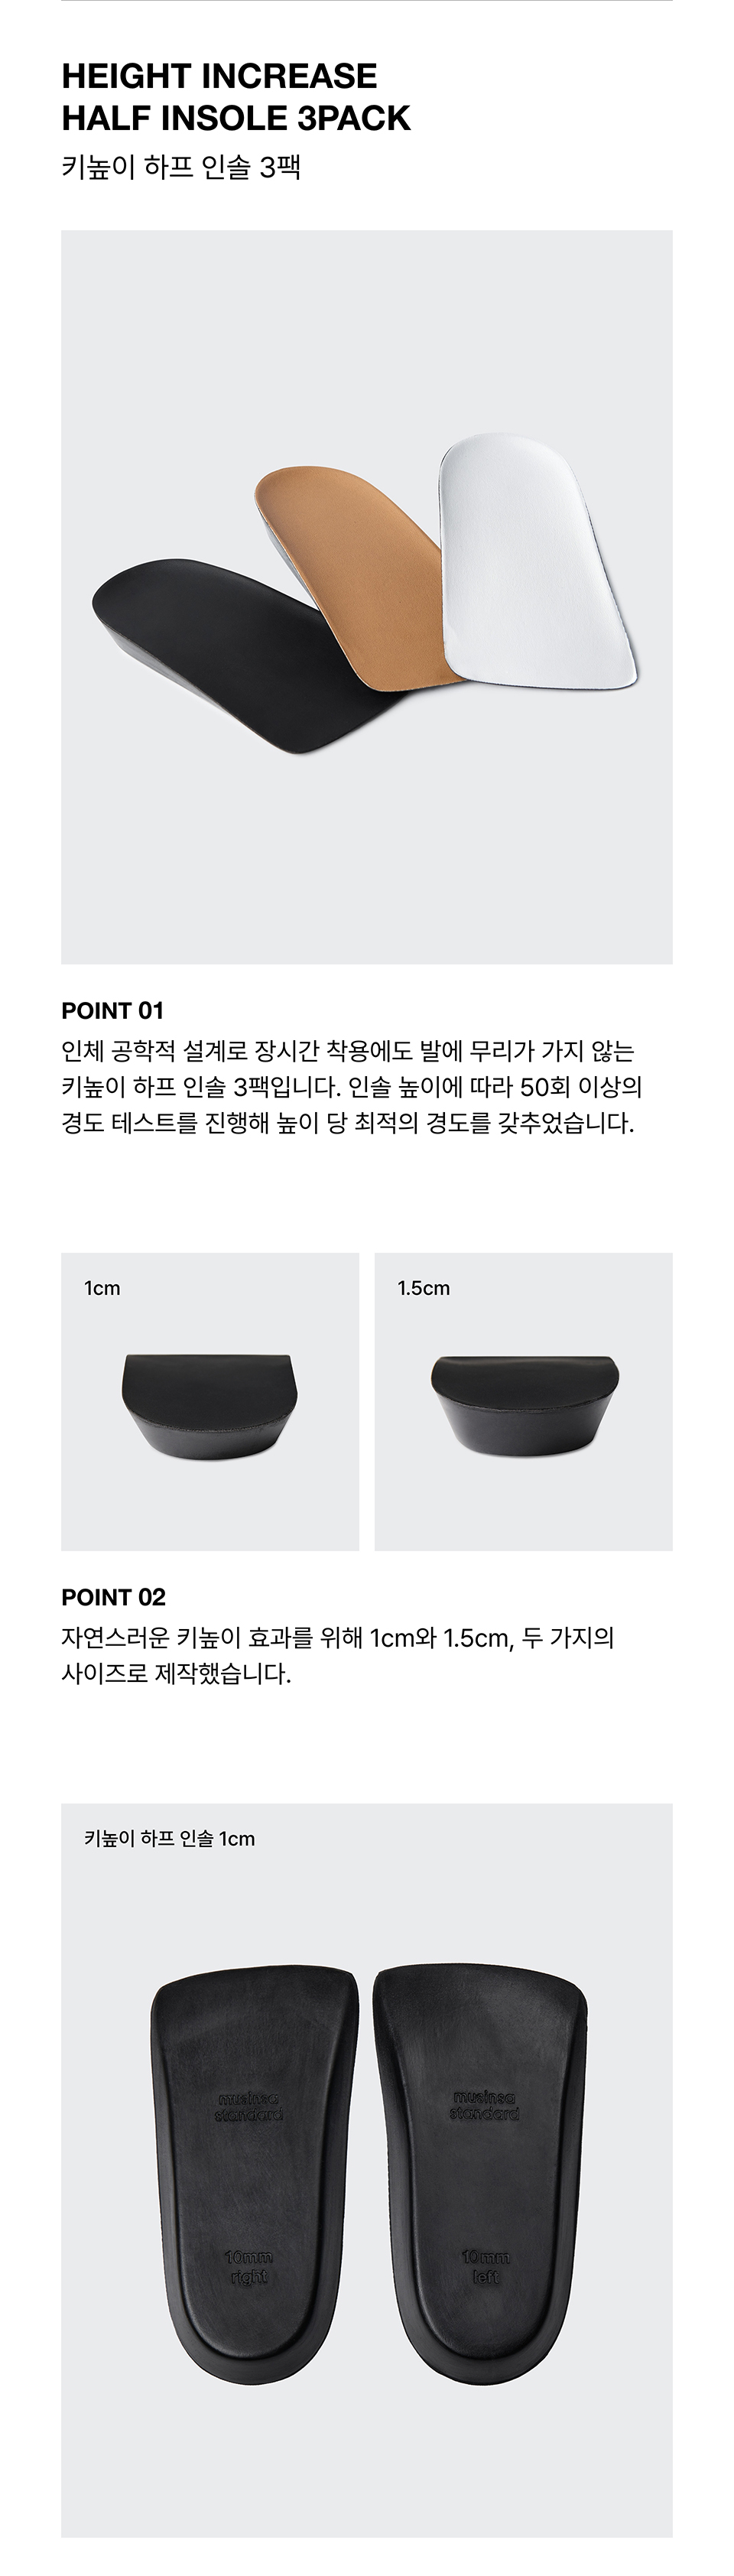 HEIGHT INCREASE
HALF INSOLE 3PACK
키높이 하프 인솔 3팩
POINT 01
인체 공학적 설계로 장시간 착용에도 발에 무리가 가지 않는
키높이 하프 인솔 3팩입니다. 인솔 높이에 따라 50회 이상의
경도 테스트를 진행해 높이 당 최적의 경도를 갖추었습니다.
1cm
1.5cm
POINT 02
자연스러운 키높이 효과를 위해 1cm와 1.5cm, 두 가지의
사이즈로 제작했습니다.
키높이 하프 인솔 1cm
musinsa
standard
musinsa
standard
10mm
right
10mm
left